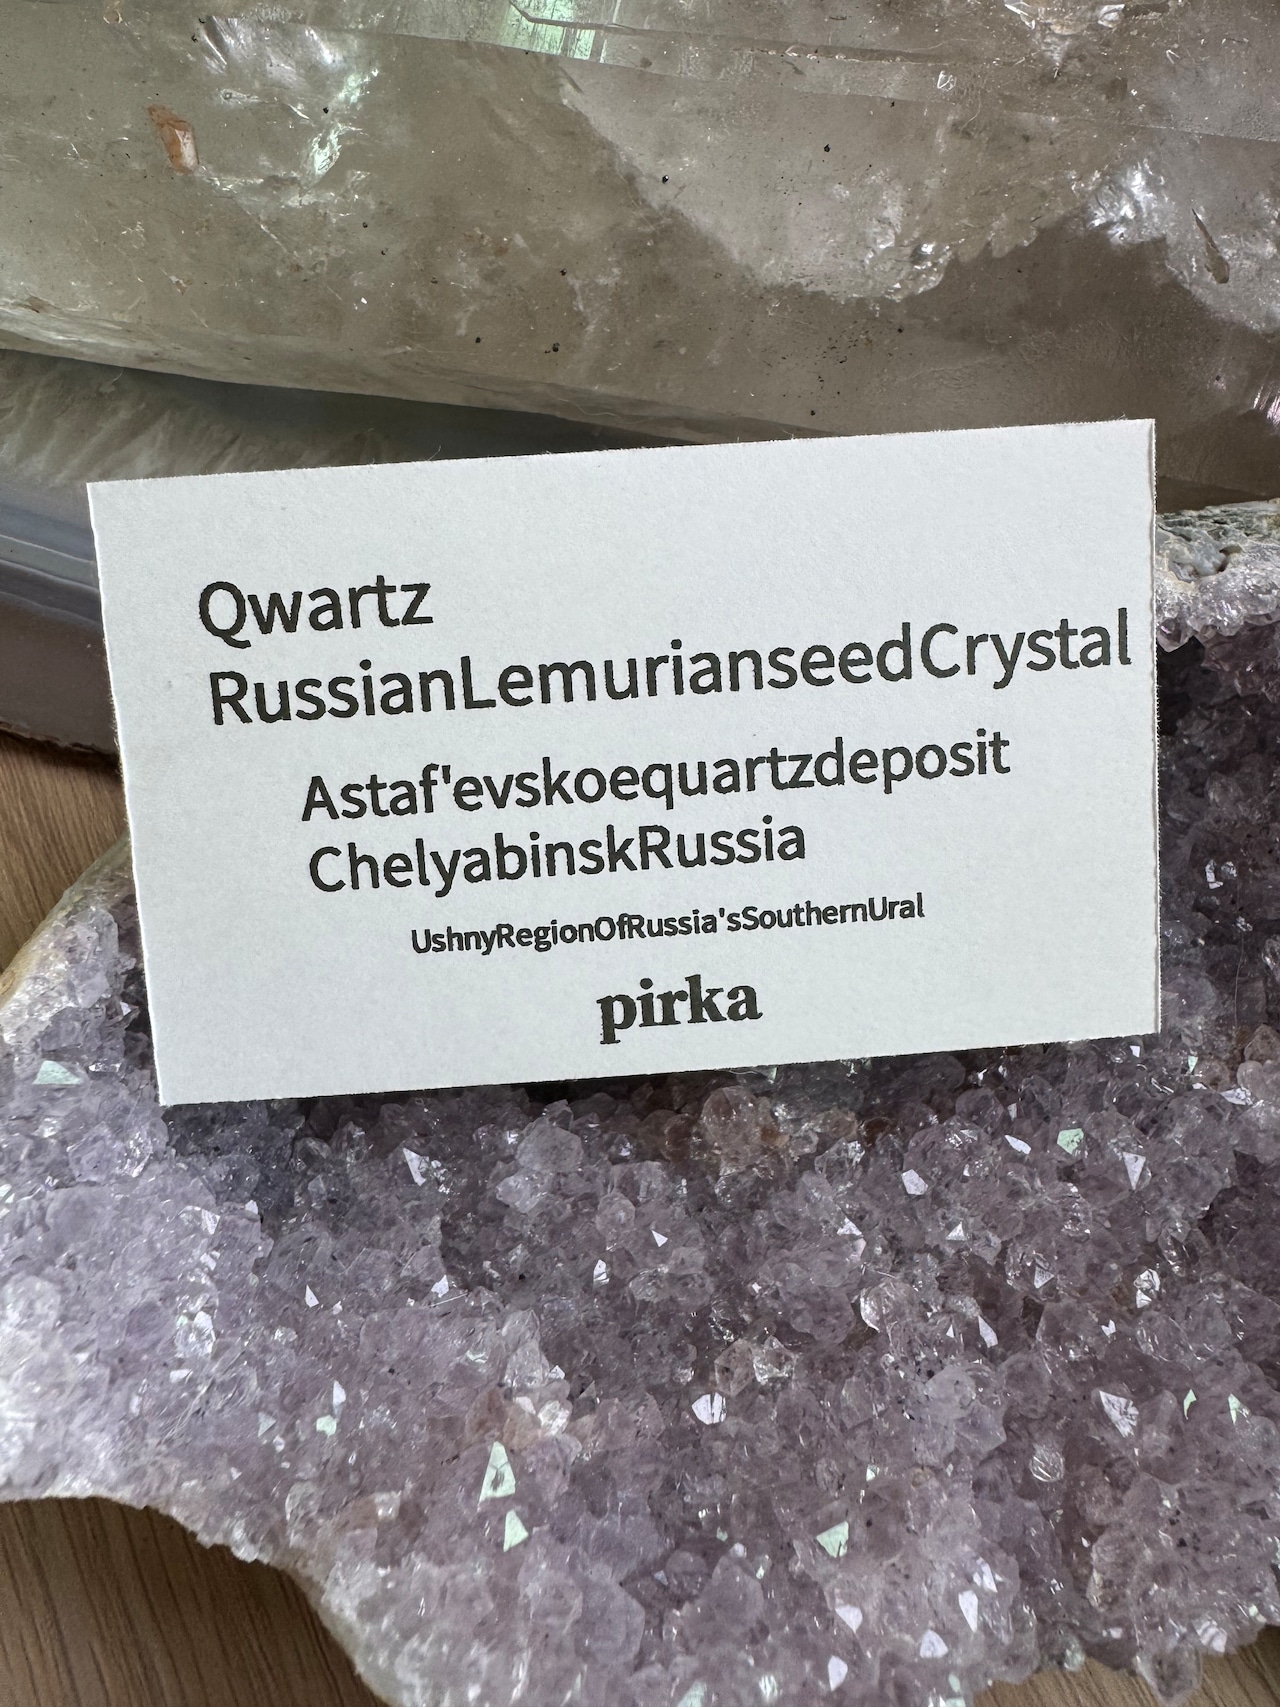 Qwartz
RussianLemurianseedCrystal
Astaf'evskoequartzdeposit
ChelyabinskRussia
UshnyRegionOfRussia'sSouthernUral
pirka